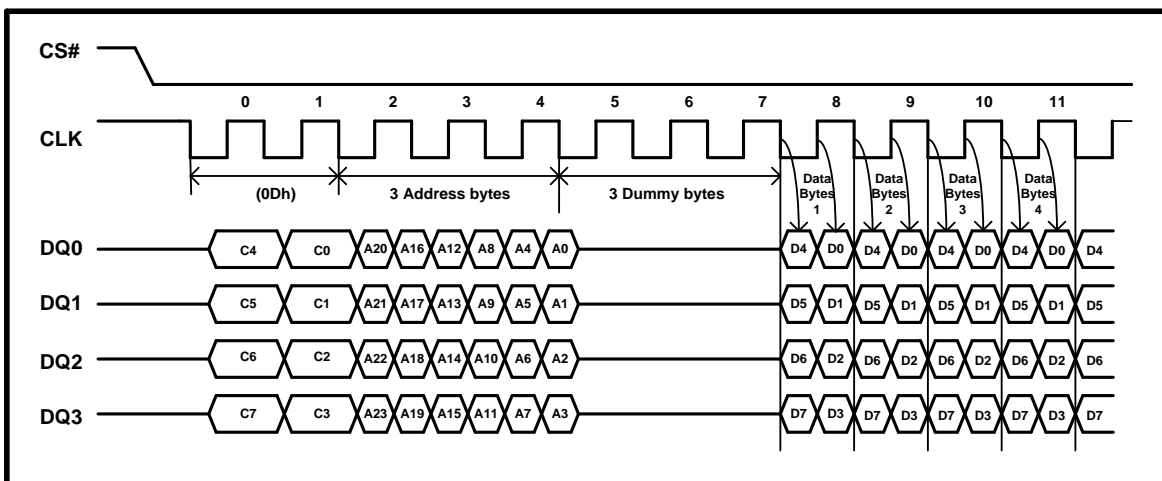 CS#
0 1 2 3 4 5 6 7 8 9 10 11
CLK
(0Dh) 3 Address bytes 3 Dummy bytes
Data Bytes 1
Data Bytes 2
Data Bytes 3
Data Bytes 4
DQ0 C4 C0 A20 A16 A12 A8 A4 A0 D4 D0 D4 D0 D4 D0 D4 D0 D4
DQ1 C5 C1 A21 A17 A13 A9 A5 A1 D5 D1 D5 D1 D5 D1 D5 D1 D5
DQ2 C6 C2 A22 A18 A14 A10 A6 A2 D6 D2 D6 D2 D6 D2 D6 D2 D6
DQ3 C7 C3 A23 A19 A15 A11 A7 A3 D7 D3 D7 D3 D7 D3 D7 D3 D7